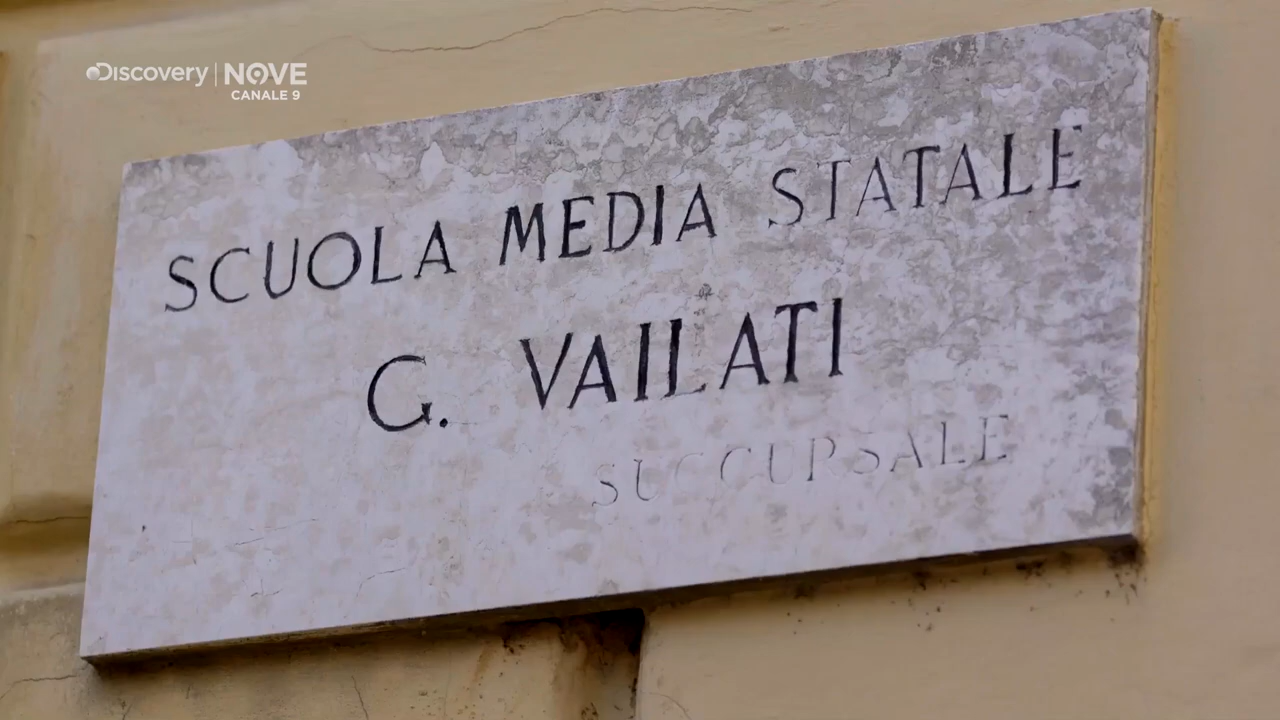 Discovery | NOVE
CANALE 9
SCUOLA MEDIA STATALE
G. VAILATI
SUCCURSALE